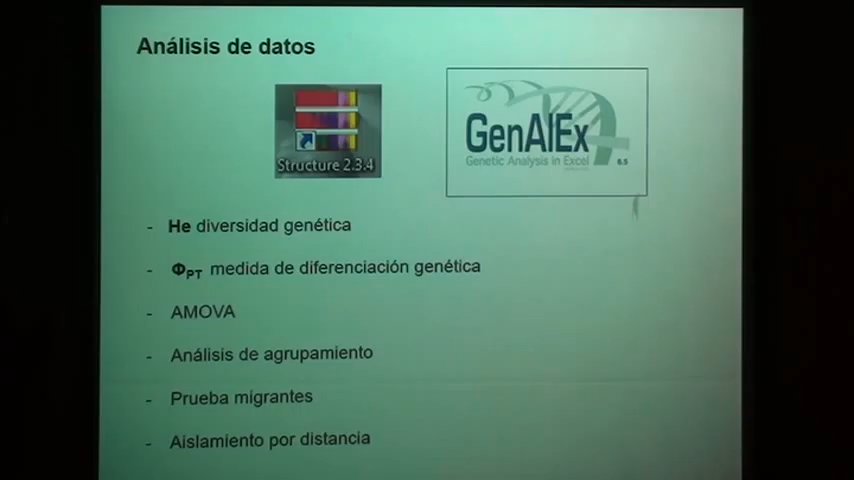 Análisis de datos
Structure 2.3.4
GenAlEx
Genetic Analysis in Excel 6.5
- He diversidad genética
- ΦPT medida de diferenciación genética
- AMOVA
- Análisis de agrupamiento
- Prueba migrantes
- Aislamiento por distancia